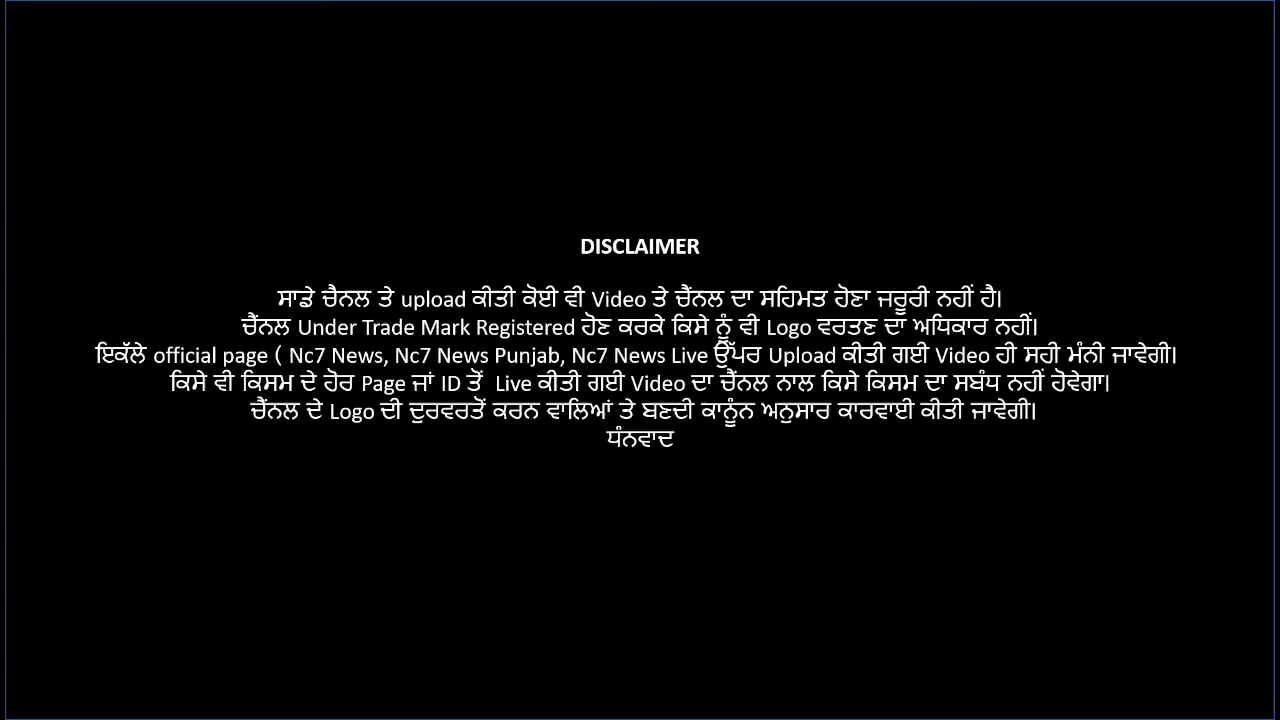 DISCLAIMER
ਸਾਡੇ ਚੈਨਲ ਤੇ upload ਕੀਤੀ ਕੋਈ ਵੀ Video ਤੇ ਚੈਂਨਲ ਦਾ ਸਹਿਮਤ ਹੋਣਾ ਜਰੂਰੀ ਨਹੀਂ ਹੈ।
ਚੈਂਨਲ Under Trade Mark Registered ਹੋਣ ਕਰਕੇ ਕਿਸੇ ਨੂੰ ਵੀ Logo ਵਰਤਣ ਦਾ ਅਧਿਕਾਰ ਨਹੀਂ।
ਇਕੱਲੇ official page ( Nc7 News, Nc7 News Punjab, Nc7 News Live ਉੱਪਰ Upload ਕੀਤੀ ਗਈ Video ਹੀ ਸਹੀ ਮੰਨੀ ਜਾਵੇਗੀ।
ਕਿਸੇ ਵੀ ਕਿਸਮ ਦੇ ਹੋਰ Page ਜਾਂ ID ਤੋਂ  Live ਕੀਤੀ ਗਈ Video ਦਾ ਚੈਂਨਲ ਨਾਲ ਕਿਸੇ ਕਿਸਮ ਦਾ ਸਬੰਧ ਨਹੀਂ ਹੋਵੇਗਾ।
ਚੈਂਨਲ ਦੇ Logo ਦੀ ਦੁਰਵਰਤੋਂ ਕਰਨ ਵਾਲਿਆਂ ਤੇ ਬਣਦੀ ਕਾਨੂੰਨ ਅਨੁਸਾਰ ਕਾਰਵਾਈ ਕੀਤੀ ਜਾਵੇਗੀ।
ਧੰਨਵਾਦ